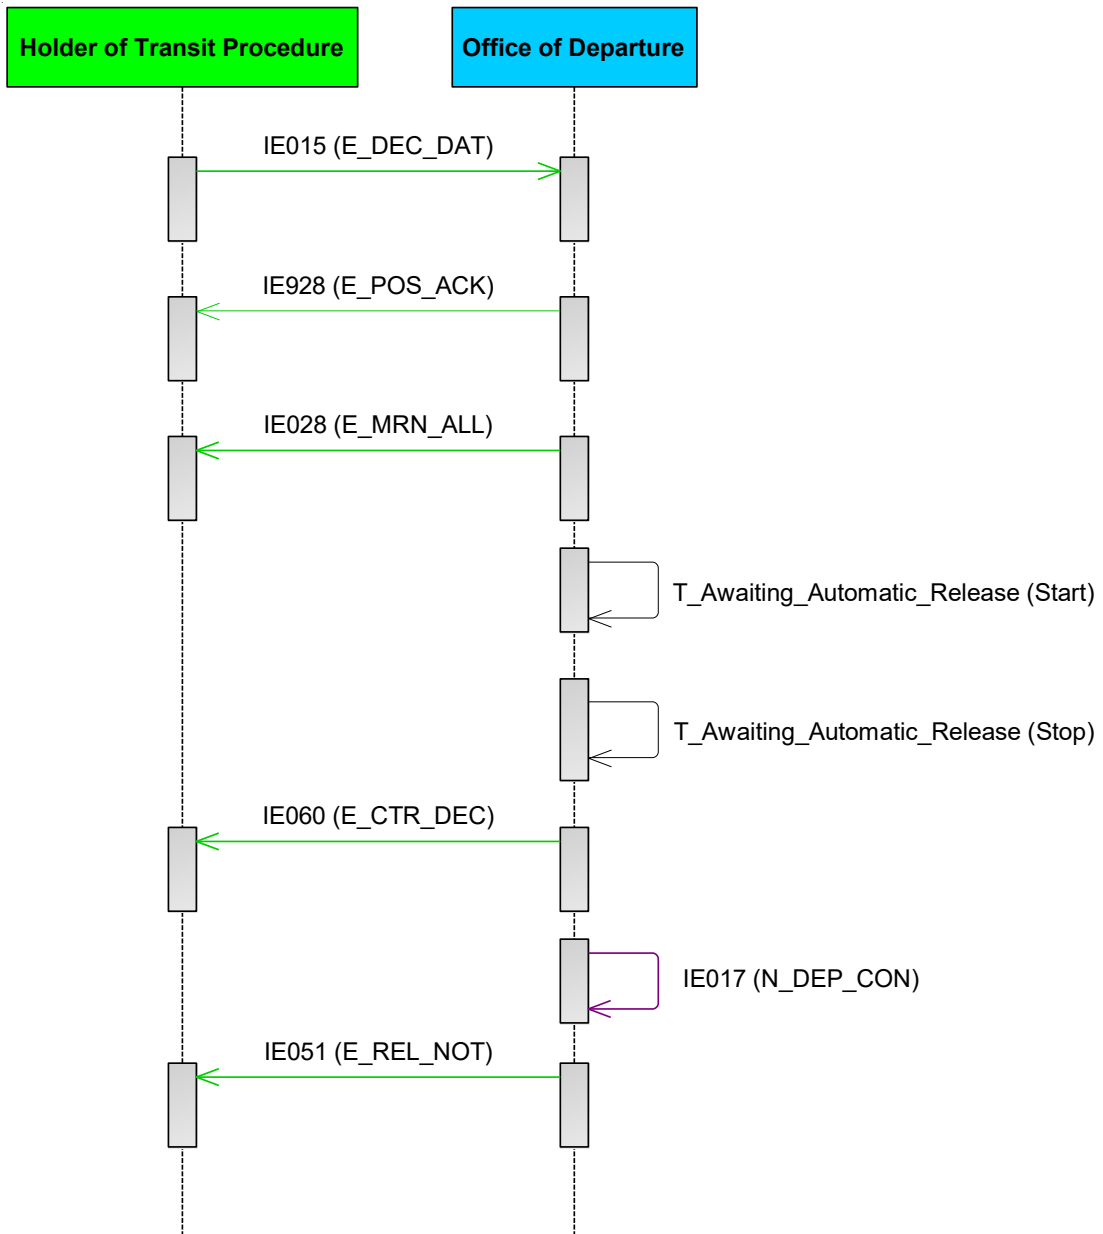 Holder of Transit Procedure
Office of Departure
IE015 (E_DEC_DAT)
IE928 (E_POS_ACK)
IE028 (E_MRN_ALL)
T_Awaiting_Automatic_Release (Start)
T_Awaiting_Automatic_Release (Stop)
IE060 (E_CTR_DEC)
IE017 (N_DEP_CON)
IE051 (E_REL_NOT)